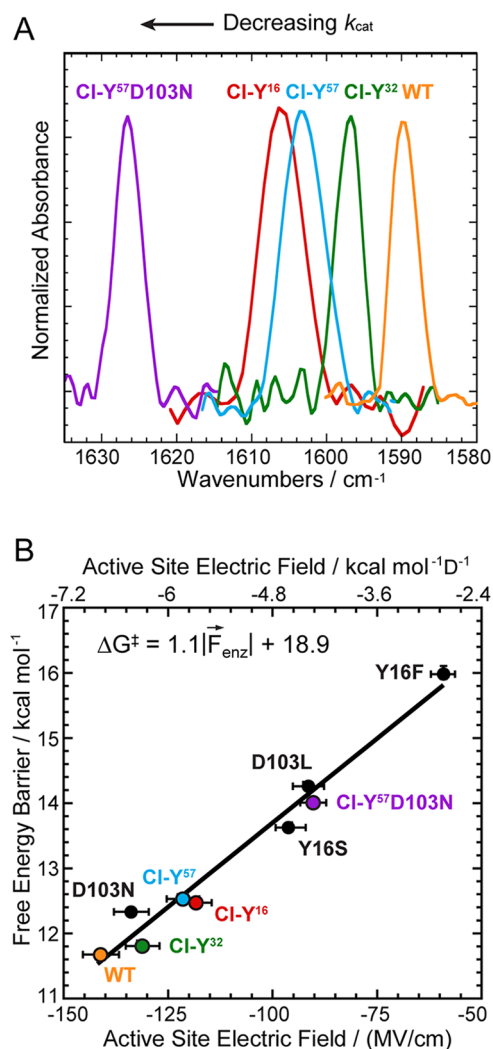 A
← Decreasing kcat
Cl-Y⁵⁷D103N Cl-Y¹⁶ Cl-Y⁵⁷ Cl-Y³² WT
Normalized Absorbance
1630 1620 1610 1600 1590 1580
Wavenumbers / cm⁻¹
B
Active Site Electric Field / kcal mol⁻¹D⁻¹
-7.2 -6 -4.8 -3.6 -2.4
17
ΔG‡ = 1.1|F⃗enz| + 18.9
16
Y16F
15
D103L
Cl-Y⁵⁷D103N
14
Y16S
Free Energy Barrier / kcal mol⁻¹
13
Cl-Y⁵⁷
D103N
Cl-Y¹⁶
12
Cl-Y³²
WT
11
-150 -125 -100 -75 -50
Active Site Electric Field / (MV/cm)